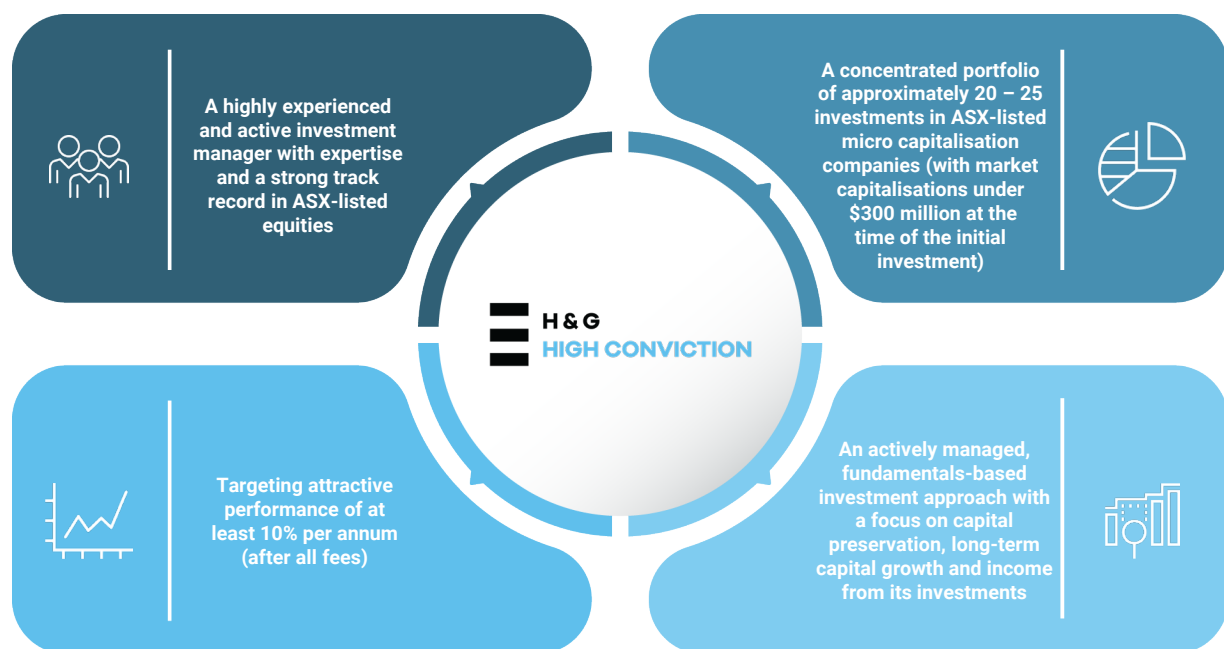 A highly experienced
and active investment
manager with expertise
and a strong track
record in ASX-listed
equities
A concentrated portfolio
of approximately 20 – 25
investments in ASX-listed
micro capitalisation
companies (with market
capitalisations under
$300 million at the
time of the initial
investment)
H & G
HIGH CONVICTION
Targeting attractive
performance of at
least 10% per annum
(after all fees)
An actively managed,
fundamentals-based
investment approach with
a focus on capital
preservation, long-term
capital growth and income
from its investments